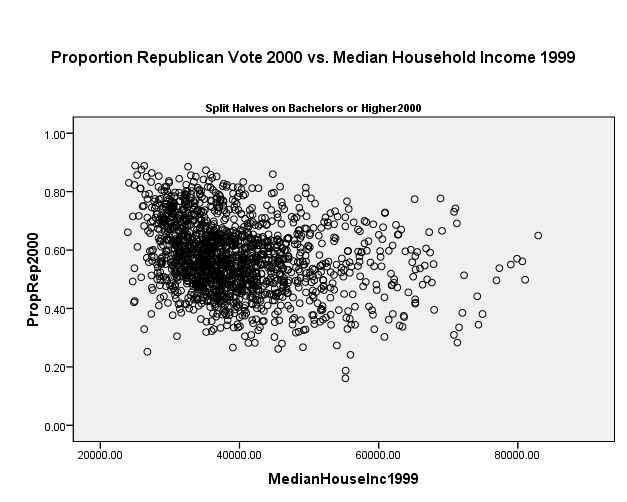 Proportion Republican Vote 2000 vs. Median Household Income 1999
Split Halves on Bachelors or Higher2000
1.00
0.80
0.60
0.40
0.20
0.00
PropRep2000
20000.00 40000.00 60000.00 80000.00
MedianHouseInc1999